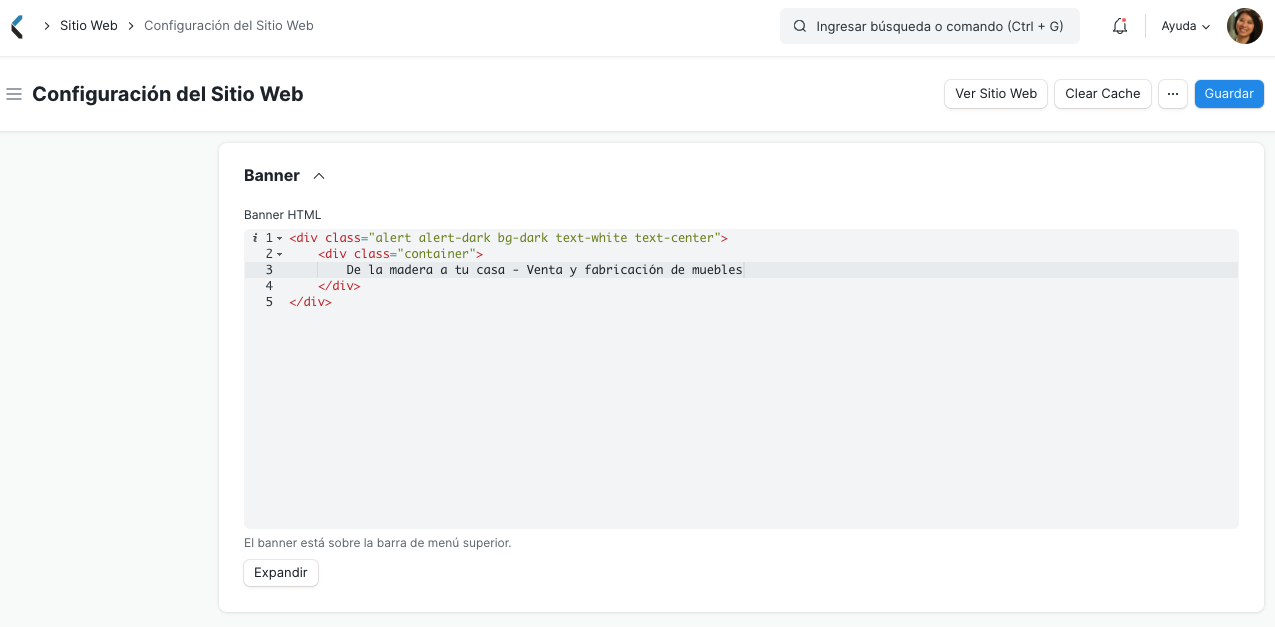 Sitio Web Configuración del Sitio Web Ingresar búsqueda o comando (Ctrl + G) Ayuda
Configuración del Sitio Web Ver Sitio Web Clear Cache ··· Guardar
Banner
Banner HTML
i 1 <div class="alert alert-dark bg-dark text-white text-center">
2 <div class="container">
3 De la madera a tu casa - Venta y fabricación de muebles
4 </div>
5 </div>
El banner está sobre la barra de menú superior.
Expandir